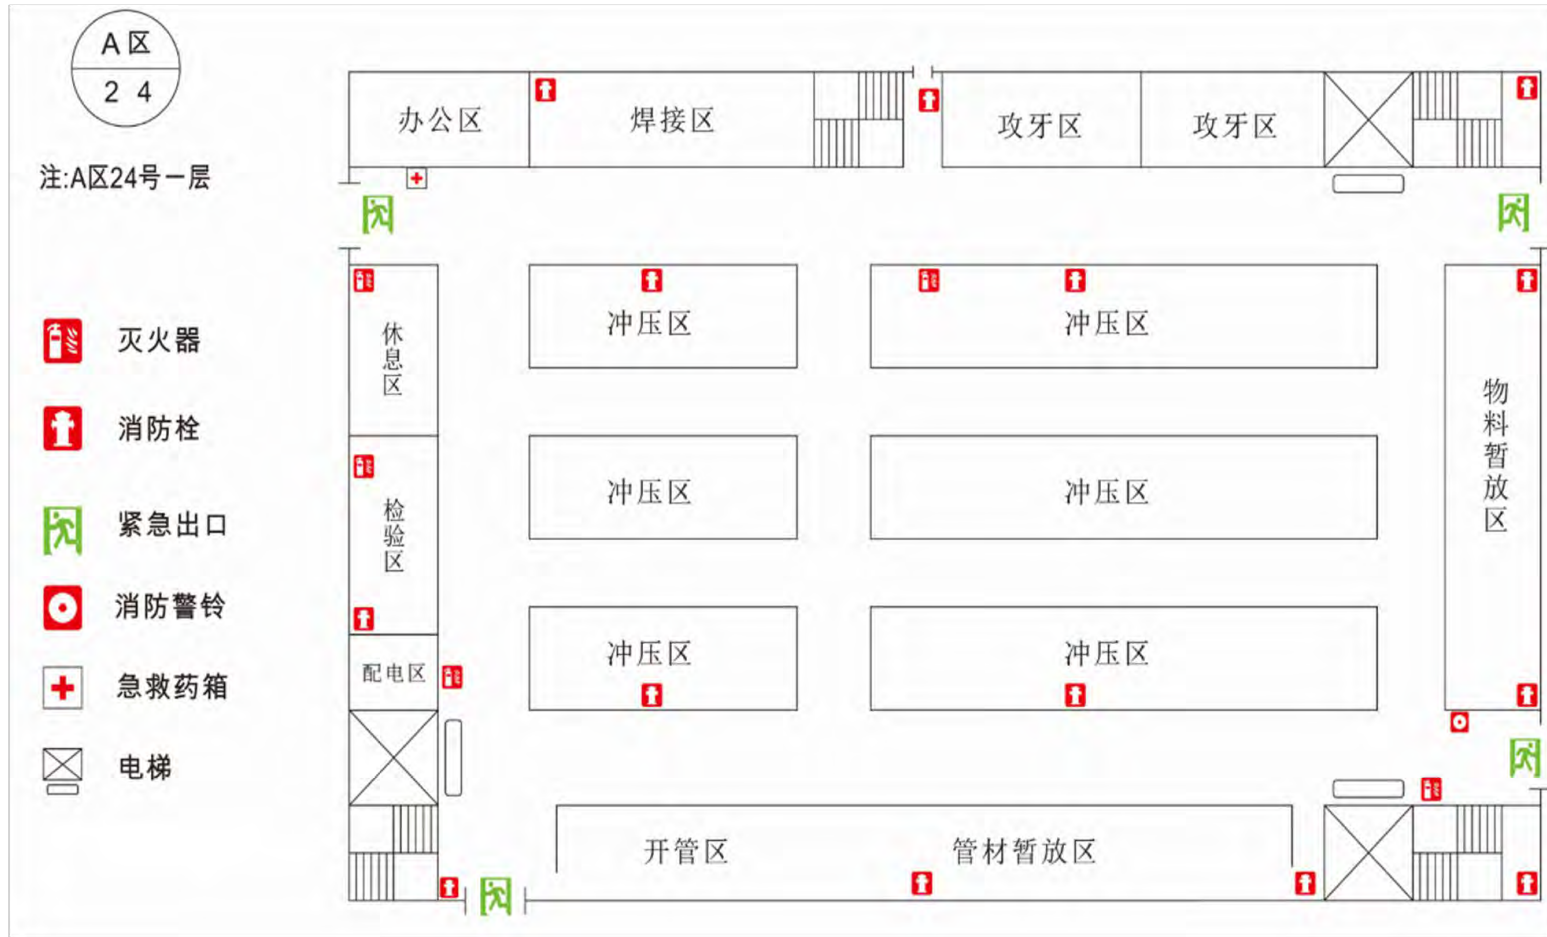 A区
2 4
注:A区24号一层
灭火器
消防栓
紧急出口
消防警铃
急救药箱
电梯
办公区
焊接区
攻牙区
攻牙区
休息区
冲压区
冲压区
物料暂放区
检验区
冲压区
冲压区
配电区
冲压区
冲压区
开管区
管材暂放区